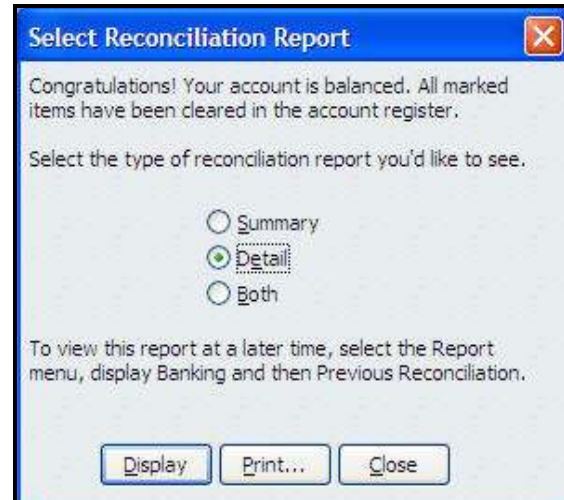 Select Reconciliation Report
Congratulations! Your account is balanced. All marked
items have been cleared in the account register.
Select the type of reconciliation report you'd like to see.
Summary
Detail
Both
To view this report at a later time, select the Report
menu, display Banking and then Previous Reconciliation.
Display Print... Close